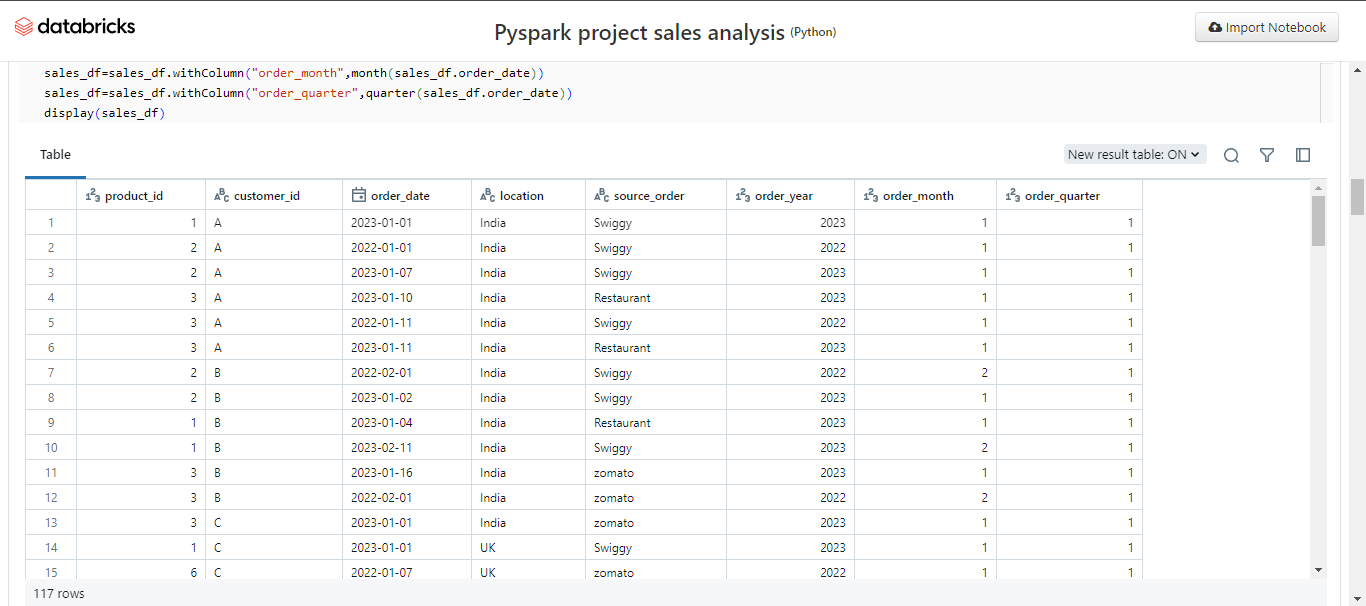 databricks
Pyspark project sales analysis (Python)
Import Notebook
sales_df=sales_df.withColumn("order_month",month(sales_df.order_date))
sales_df=sales_df.withColumn("order_quarter",quarter(sales_df.order_date))
display(sales_df)
Table
New result table: ON
product_id customer_id order_date location source_order order_year order_month order_quarter
1 1 A 2023-01-01 India Swiggy 2023 1 1
2 2 A 2022-01-01 India Swiggy 2022 1 1
3 2 A 2023-01-07 India Swiggy 2023 1 1
4 3 A 2023-01-10 India Restaurant 2023 1 1
5 3 A 2022-01-11 India Swiggy 2022 1 1
6 3 A 2023-01-11 India Restaurant 2023 1 1
7 2 B 2022-02-01 India Swiggy 2022 2 1
8 2 B 2023-01-02 India Swiggy 2023 1 1
9 1 B 2023-01-04 India Restaurant 2023 1 1
10 1 B 2023-02-11 India Swiggy 2023 2 1
11 3 B 2023-01-16 India zomato 2023 1 1
12 3 B 2022-02-01 India zomato 2022 2 1
13 3 C 2023-01-01 India zomato 2023 1 1
14 1 C 2023-01-01 UK Swiggy 2023 1 1
15 6 C 2022-01-07 UK zomato 2022 1 1
117 rows